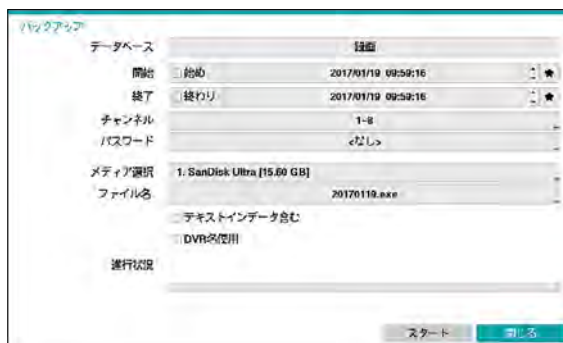 バックアップ
データベース 録画
開始 始め 2017/01/19 09:59:16
終了 終わり 2017/01/19 09:59:16
チャンネル 1-8
パスワード <なし>
メディア選択 1. SanDisk Ultra [15.60 GB]
ファイル名 20170119.exe
テキストインデータ含む
DVR名使用
進行状況
スタート 閉じる